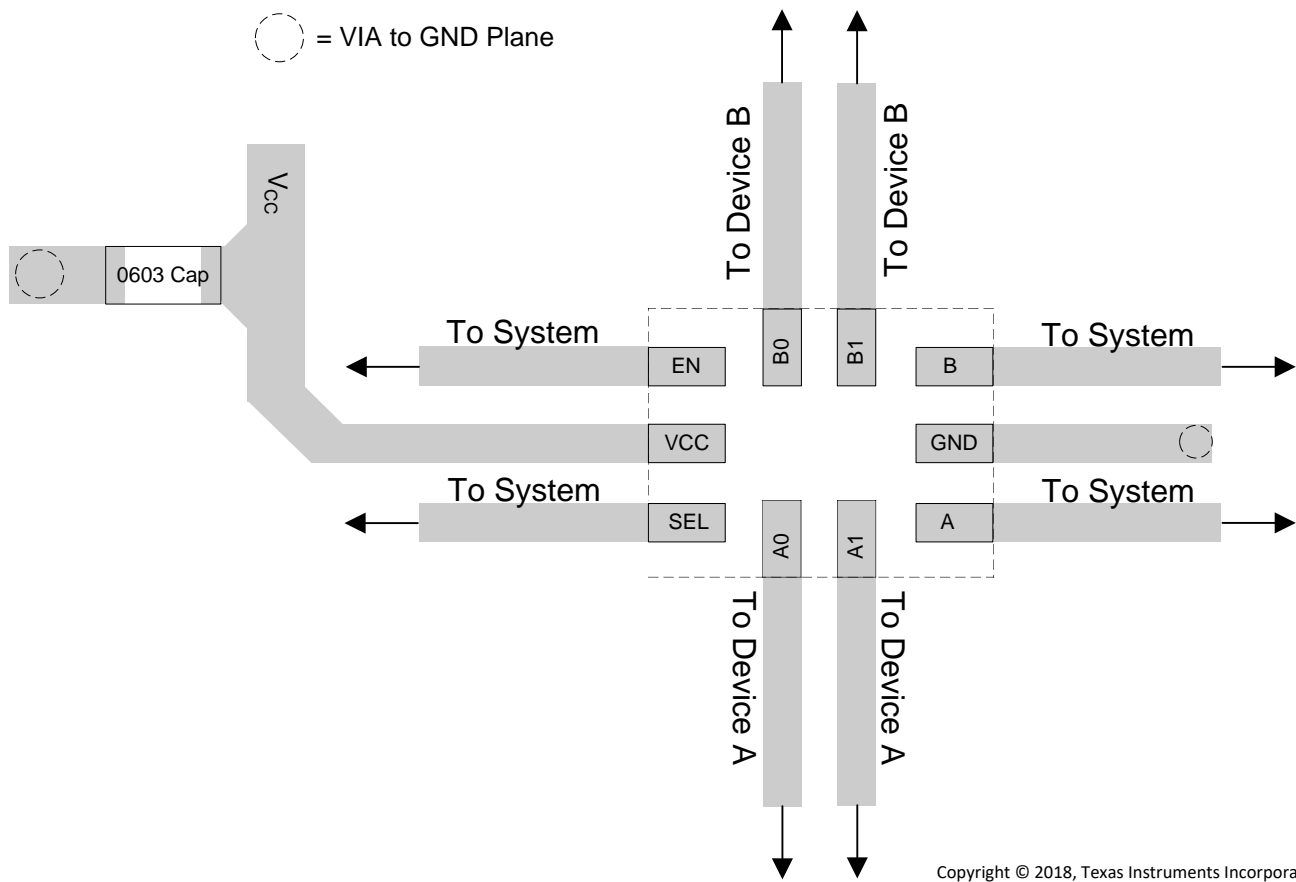 = VIA to GND Plane
To Device B
To Device B
VCC
0603 Cap
To System
To System
EN
B0
B1
B
VCC
GND
To System
To System
SEL
A0
A1
A
To Device A
To Device A
Copyright © 2018, Texas Instruments Incorpora